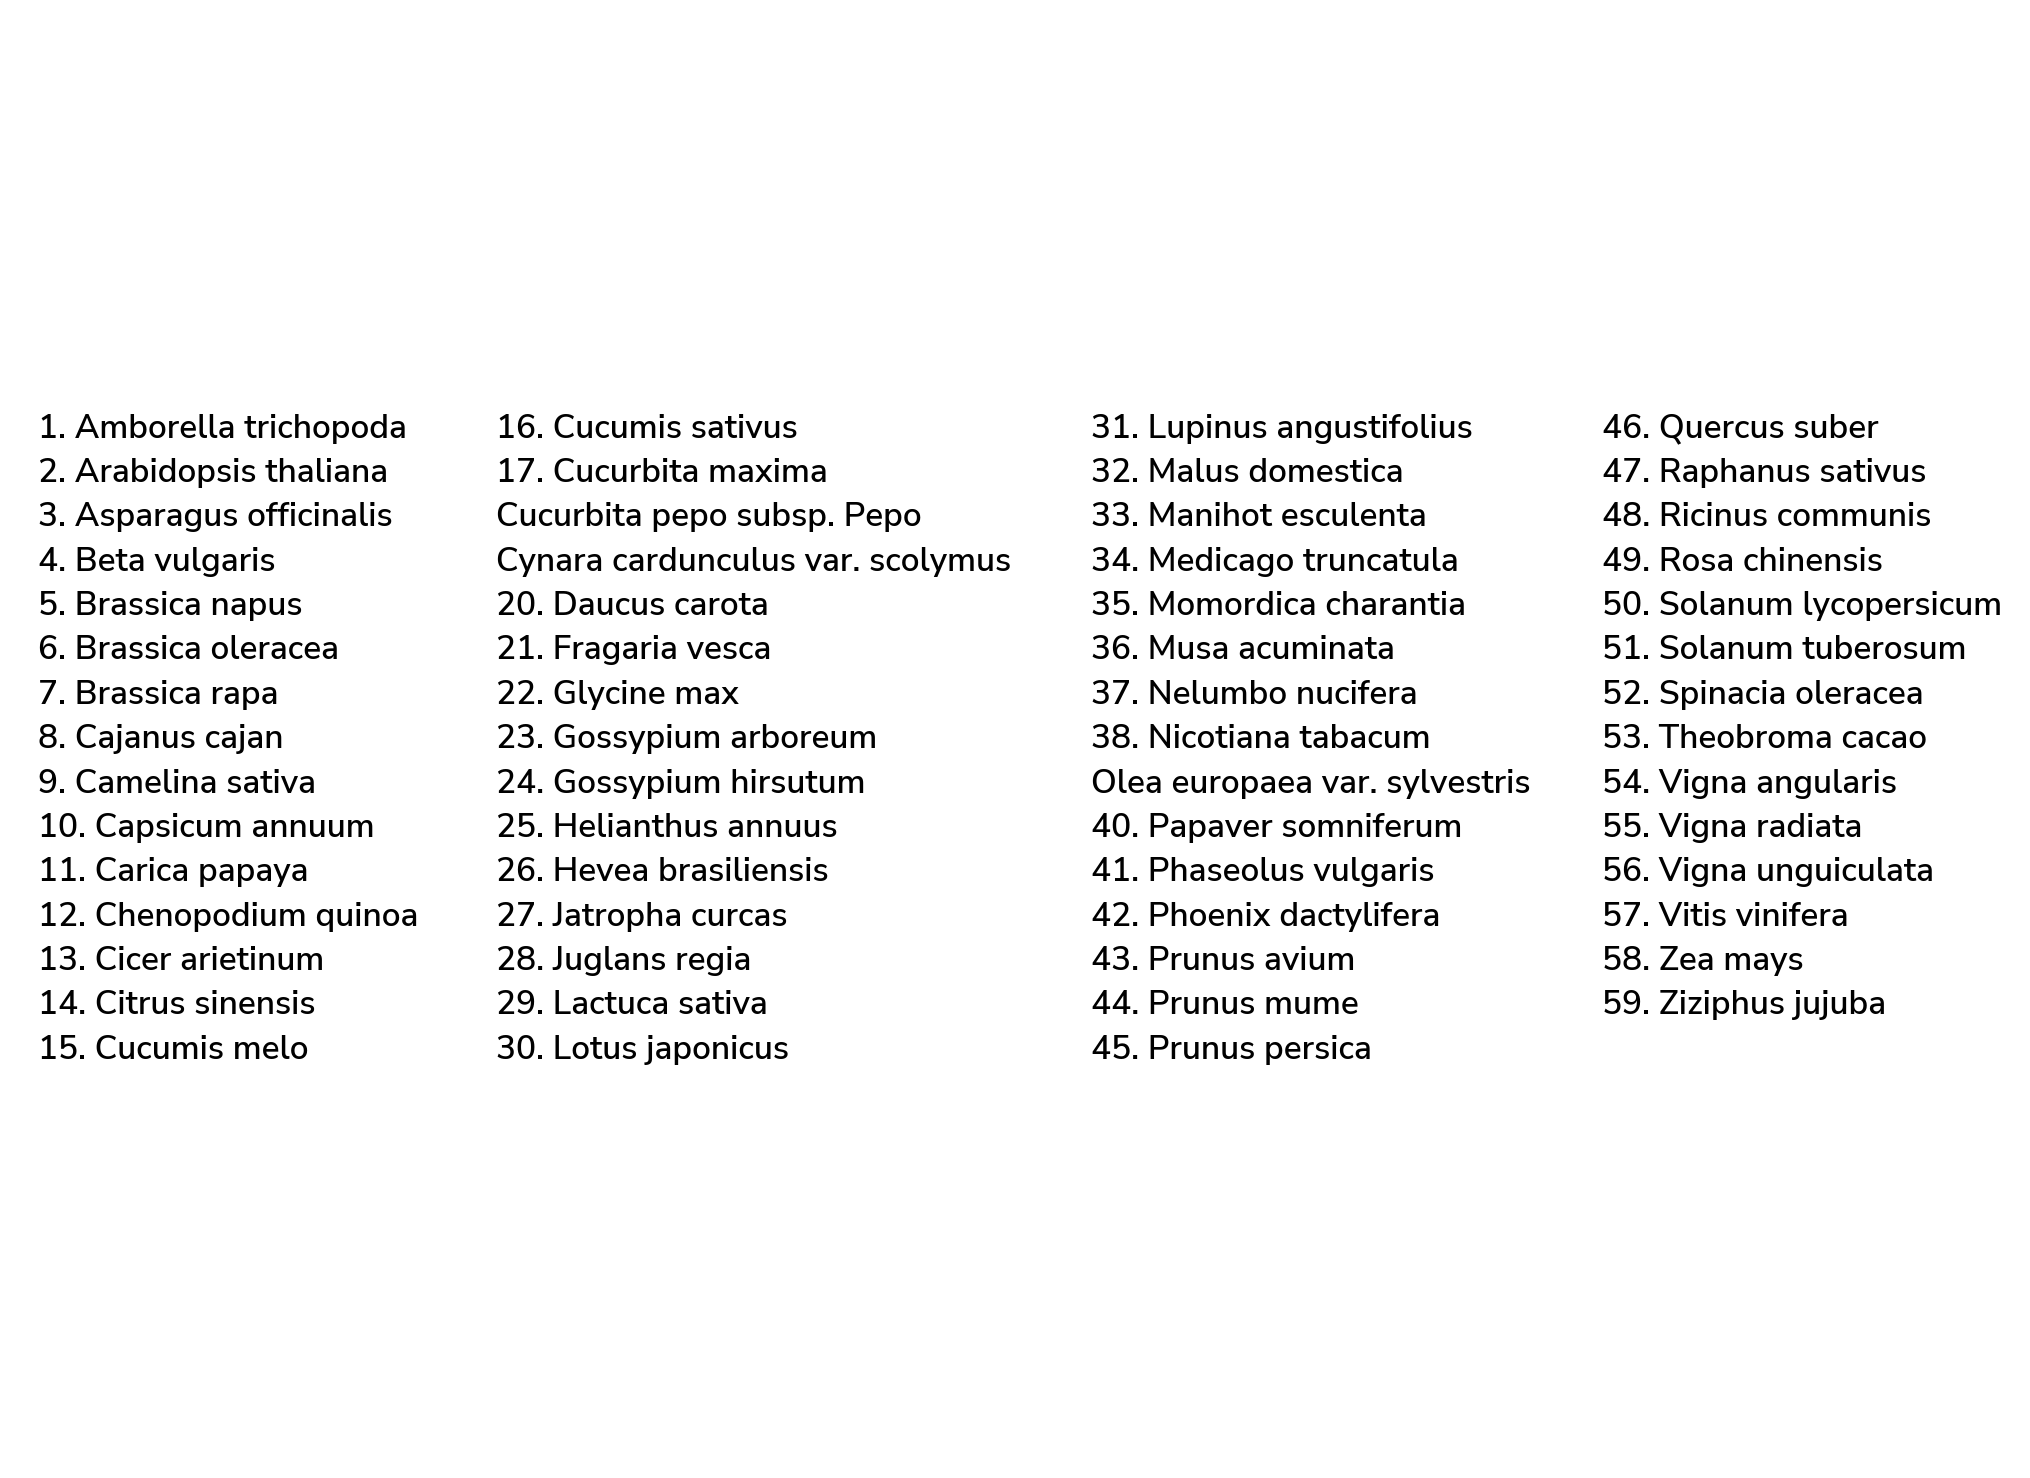 1. Amborella trichopoda
2. Arabidopsis thaliana
3. Asparagus officinalis
4. Beta vulgaris
5. Brassica napus
6. Brassica oleracea
7. Brassica rapa
8. Cajanus cajan
9. Camelina sativa
10. Capsicum annuum
11. Carica papaya
12. Chenopodium quinoa
13. Cicer arietinum
14. Citrus sinensis
15. Cucumis melo
16. Cucumis sativus
17. Cucurbita maxima
Cucurbita pepo subsp. Pepo
Cynara cardunculus var. scolymus
20. Daucus carota
21. Fragaria vesca
22. Glycine max
23. Gossypium arboreum
24. Gossypium hirsutum
25. Helianthus annuus
26. Hevea brasiliensis
27. Jatropha curcas
28. Juglans regia
29. Lactuca sativa
30. Lotus japonicus
31. Lupinus angustifolius
32. Malus domestica
33. Manihot esculenta
34. Medicago truncatula
35. Momordica charantia
36. Musa acuminata
37. Nelumbo nucifera
38. Nicotiana tabacum
Olea europaea var. sylvestris
40. Papaver somniferum
41. Phaseolus vulgaris
42. Phoenix dactylifera
43. Prunus avium
44. Prunus mume
45. Prunus persica
46. Quercus suber
47. Raphanus sativus
48. Ricinus communis
49. Rosa chinensis
50. Solanum lycopersicum
51. Solanum tuberosum
52. Spinacia oleracea
53. Theobroma cacao
54. Vigna angularis
55. Vigna radiata
56. Vigna unguiculata
57. Vitis vinifera
58. Zea mays
59. Ziziphus jujuba